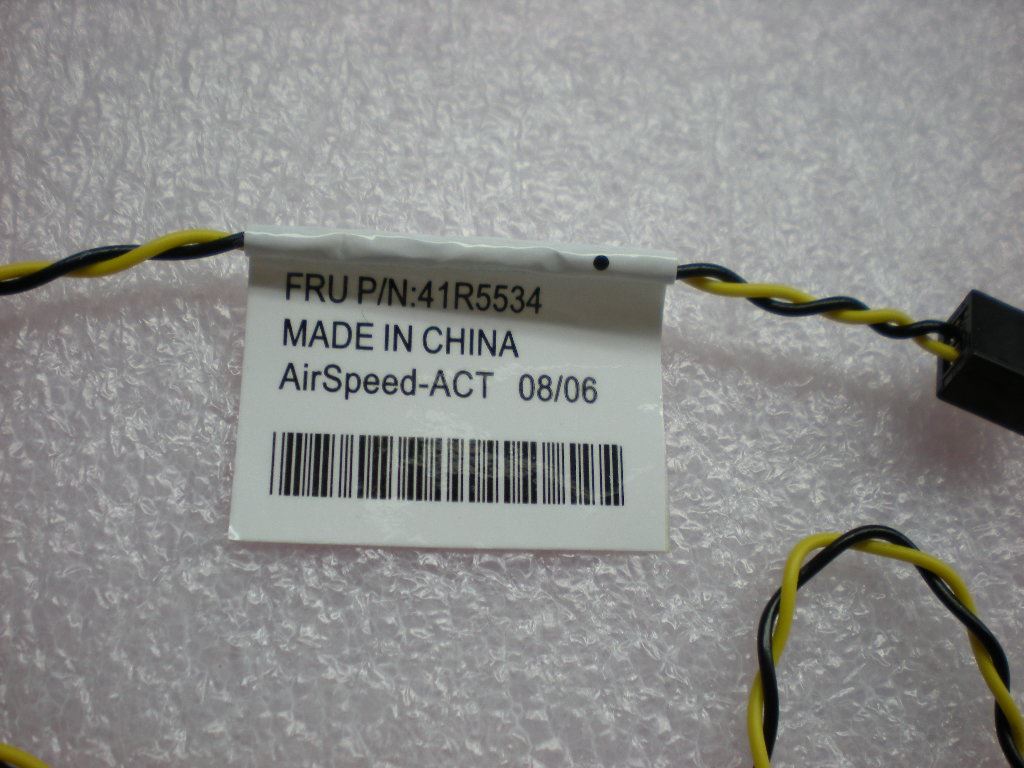 FRU P/N:41R5534
MADE IN CHINA
AirSpeed-ACT 08/06